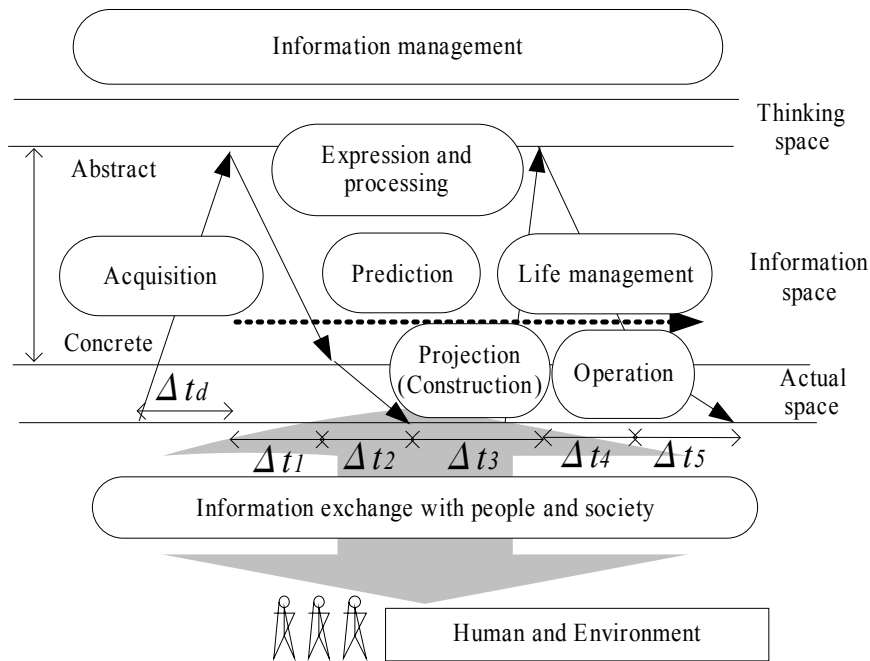 Information management
Thinking
space
Expression and
processing
Abstract
Acquisition
Prediction
Life management
Information
space
Concrete
Projection
(Construction)
Operation
Actual
space
Δtd
Δt1
Δt2
Δt3
Δt4
Δt5
Information exchange with people and society
Human and Environment